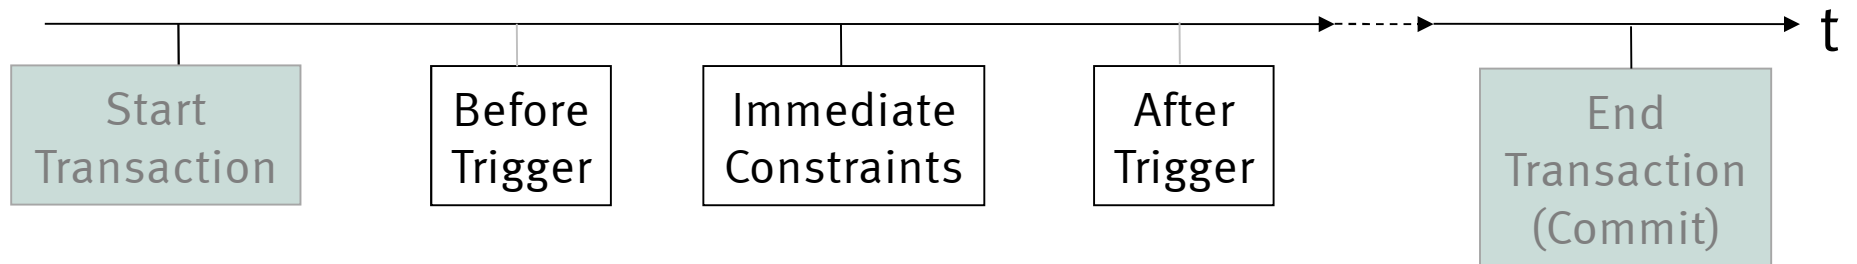 t
Start
Transaction
Before
Trigger
Immediate
Constraints
After
Trigger
End
Transaction
(Commit)